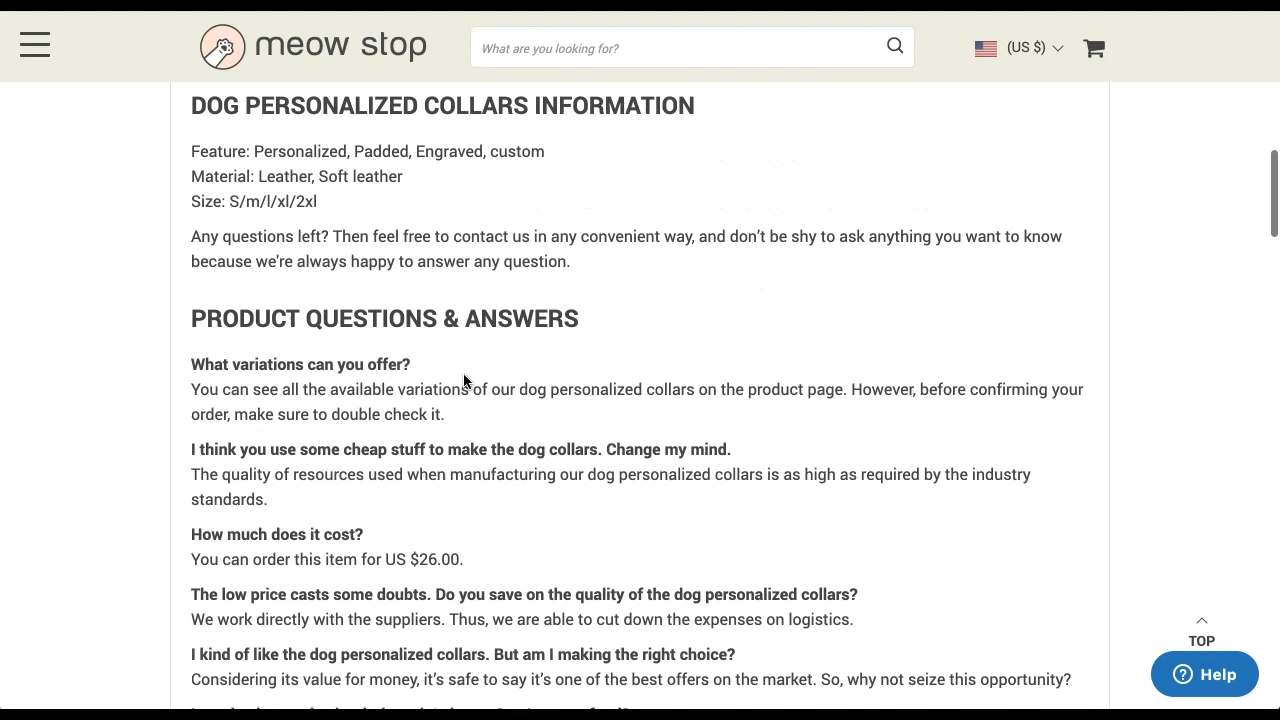 meow stop
What are you looking for?
(US $)
DOG PERSONALIZED COLLARS INFORMATION
Feature: Personalized, Padded, Engraved, custom
Material: Leather, Soft leather
Size: S/m/l/xl/2xl
Any questions left? Then feel free to contact us in any convenient way, and don’t be shy to ask anything you want to know
because we’re always happy to answer any question.
PRODUCT QUESTIONS & ANSWERS
What variations can you offer?
You can see all the available variations of our dog personalized collars on the product page. However, before confirming your
order, make sure to double check it.
I think you use some cheap stuff to make the dog collars. Change my mind.
The quality of resources used when manufacturing our dog personalized collars is as high as required by the industry
standards.
How much does it cost?
You can order this item for US $26.00.
The low price casts some doubts. Do you save on the quality of the dog personalized collars?
We work directly with the suppliers. Thus, we are able to cut down the expenses on logistics.
I kind of like the dog personalized collars. But am I making the right choice?
Considering its value for money, it’s safe to say it’s one of the best offers on the market. So, why not seize this opportunity?
TOP
Help